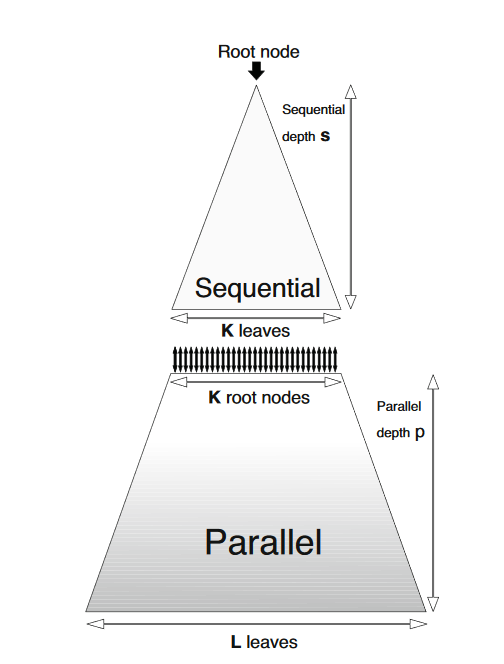 Root node
Sequential
depth s
Sequential
K leaves
K root nodes
Parallel
depth p
Parallel
L leaves